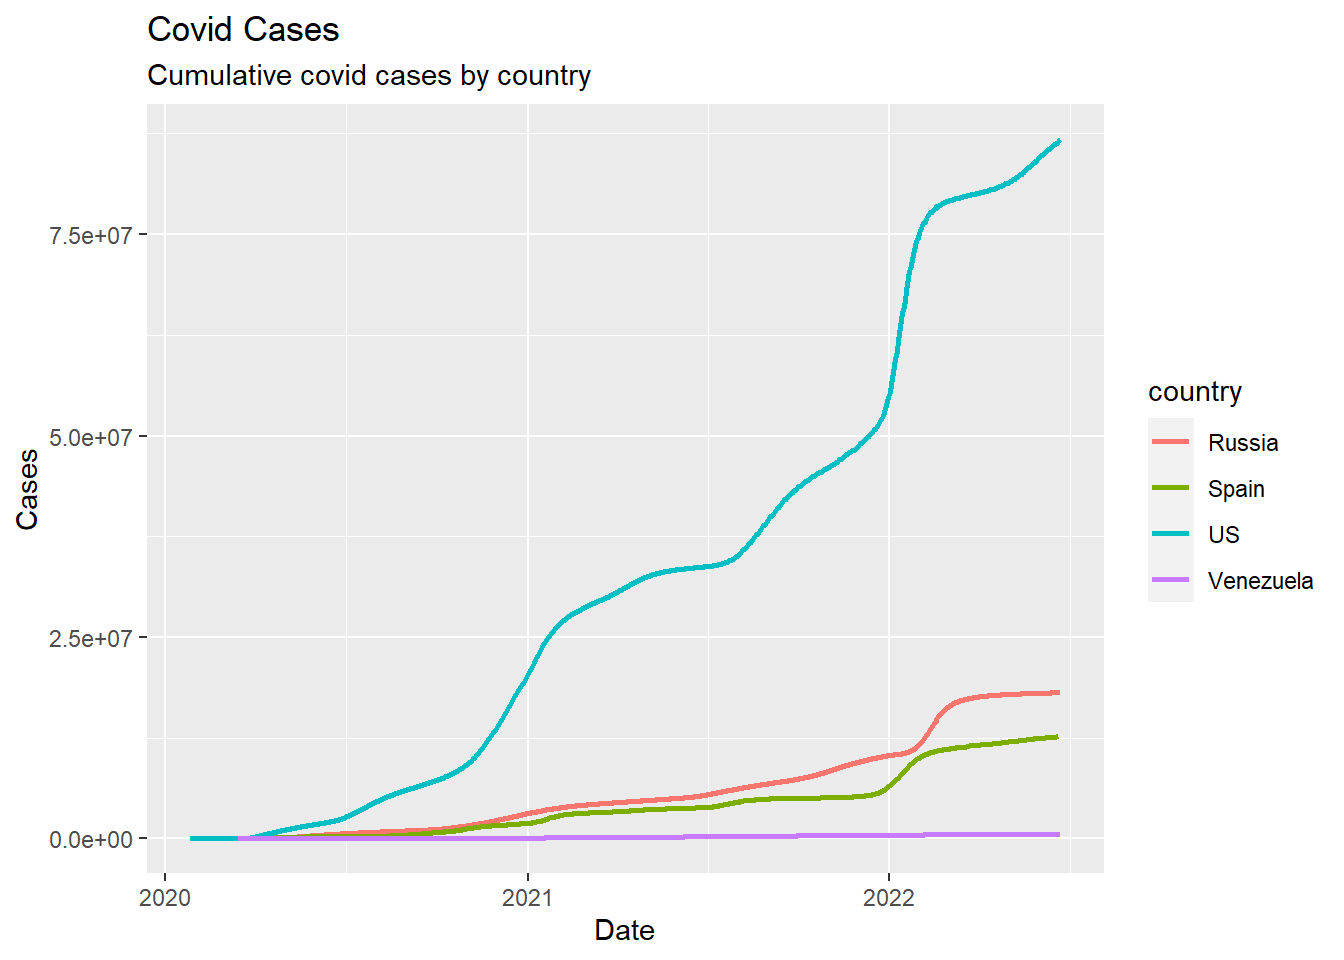 Covid Cases
Cumulative covid cases by country
7.5e+07
5.0e+07
2.5e+07
0.0e+00
Cases
2020
2021
2022
Date
country
Russia
Spain
US
Venezuela